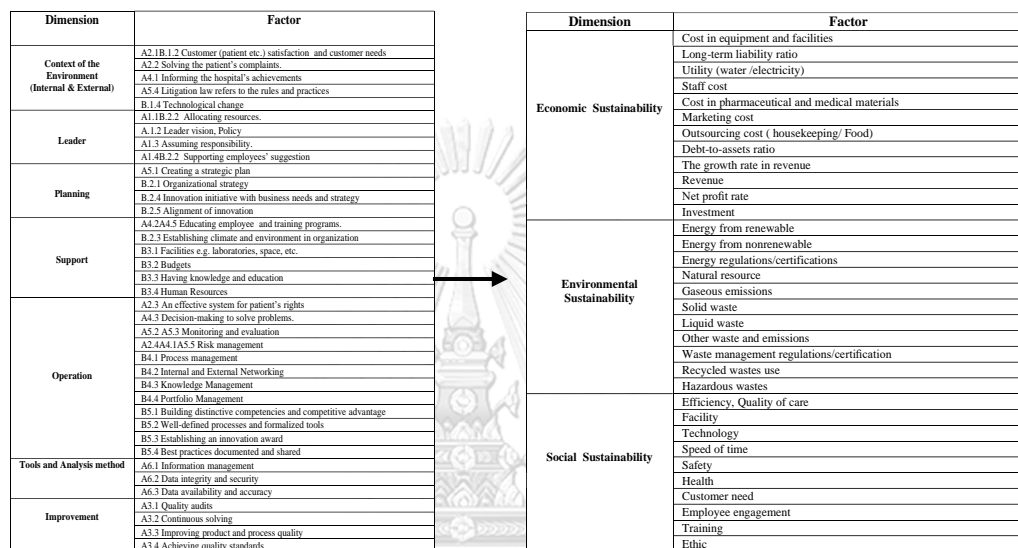 Dimension
Factor
Context of the
Environment
(Internal & External)
A2.1B.1.2 Customer (patient etc.) satisfaction and customer needs
A2.2 Solving the patient's complaints.
A4.1 Informing the hospital's achievements
A5.4 Litigation law refers to the rules and practices
B.1.4 Technological change
Leader
A1.1B.2.2 Allocating resources.
A.1.2 Leader vision, Policy
A1.3 Assuming responsibility.
A1.4B.2.2 Supporting employees' suggestion
Planning
A5.1 Creating a strategic plan
B.2.1 Organizational strategy
B.2.4 Innovation initiative with business needs and strategy
B.2.5 Alignment of innovation
Support
A4.2A4.5 Educating employee and training programs.
B.2.3 Establishing climate and environment in organization
B3.1 Facilities e.g. laboratories, space, etc.
B3.2 Budgets
B3.3 Having knowledge and education
B3.4 Human Resources
Operation
A2.3 An effective system for patient's rights
A4.3 Decision-making to solve problems.
A5.2 A5.3 Monitoring and evaluation
A2.4A4.1A5.5 Risk management
B4.1 Process management
B4.2 Internal and External Networking
B4.3 Knowledge Management
B4.4 Portfolio Management
B5.1 Building distinctive competencies and competitive advantage
B5.2 Well-defined processes and formalized tools
B5.3 Establishing an innovation award
B5.4 Best practices documented and shared
Tools and Analysis method
A6.1 Information management
A6.2 Data integrity and security
A6.3 Data availability and accuracy
Improvement
A3.1 Quality audits
A3.2 Continuous solving
A3.3 Improving product and process quality
A3.4 Achieving quality standards
Dimension
Factor
Economic Sustainability
Cost in equipment and facilities
Long-term liability ratio
Utility (water /electricity)
Staff cost
Cost in pharmaceutical and medical materials
Marketing cost
Outsourcing cost ( housekeeping/ Food)
Debt-to-assets ratio
The growth rate in revenue
Revenue
Net profit rate
Investment
Environmental
Sustainability
Energy from renewable
Energy from nonrenewable
Energy regulations/certifications
Natural resource
Gaseous emissions
Solid waste
Liquid waste
Other waste and emissions
Waste management regulations/certification
Recycled wastes use
Hazardous wastes
Social Sustainability
Efficiency, Quality of care
Facility
Technology
Speed of time
Safety
Health
Customer need
Employee engagement
Training
Ethic